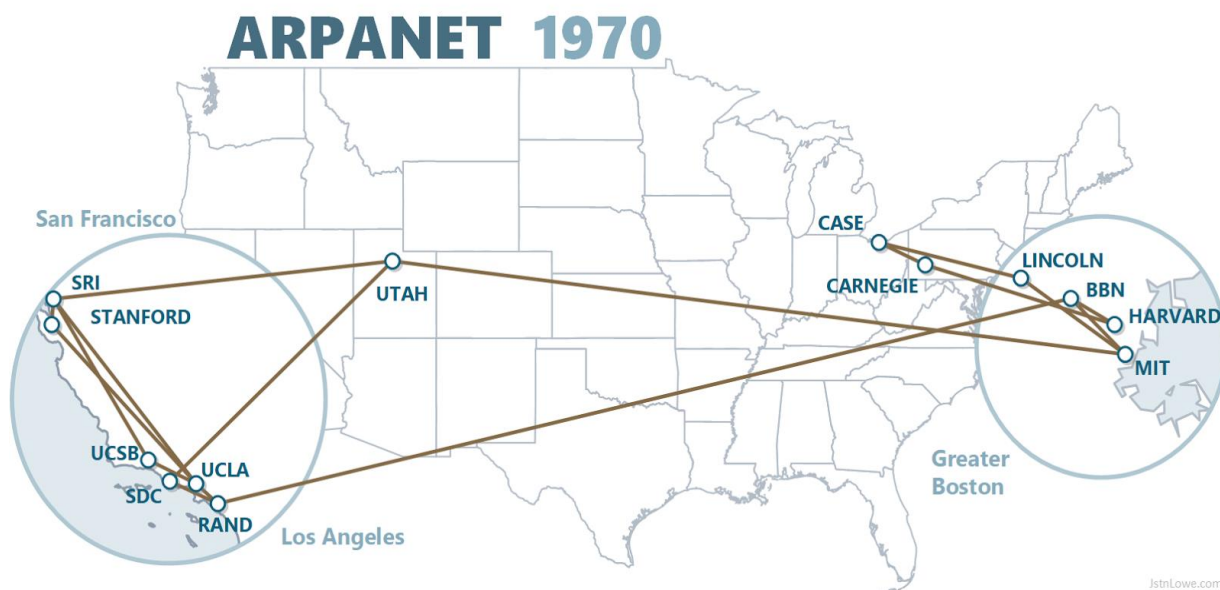 ARPANET 1970
San Francisco
SRI
STANFORD
UTAH
CASE
CARNEGIE
LINCOLN
BBN
HARVARD
MIT
UCSB
UCLA
SDC
RAND
Los Angeles
Greater
Boston
JstnLowe.com